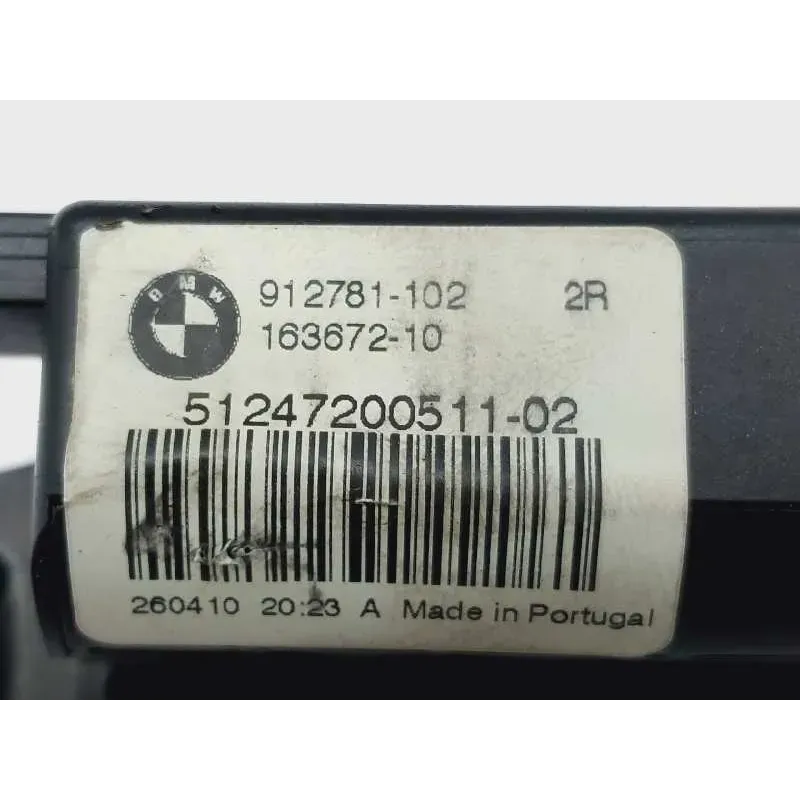 BMW
912781-102 2R
163672-10
51247200511-02
260410 20:23 A Made in Portugal